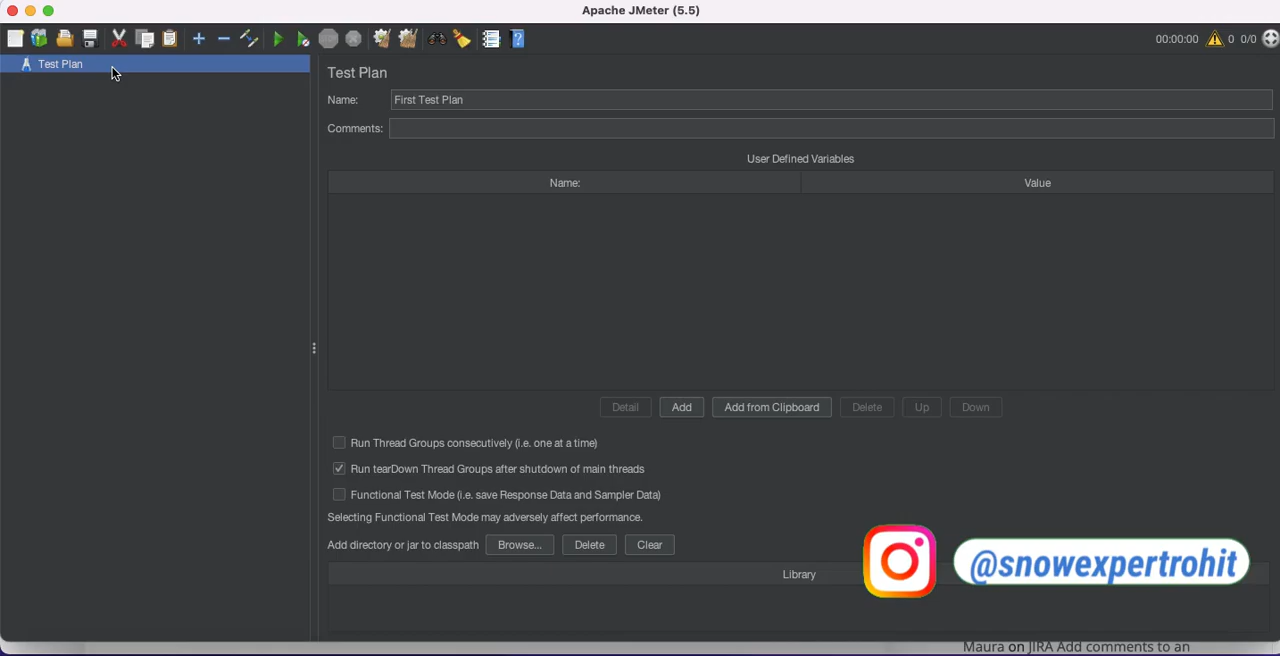 Apache JMeter (5.5)
00:00:00 0 0/0
Test Plan
Test Plan
Name: First Test Plan
Comments:
User Defined Variables
Name: Value
Detail Add Add from Clipboard Delete Up Down
Run Thread Groups consecutively (i.e. one at a time)
Run tearDown Thread Groups after shutdown of main threads
Functional Test Mode (i.e. save Response Data and Sampler Data)
Selecting Functional Test Mode may adversely affect performance.
Add directory or jar to classpath Browse... Delete Clear
@snowexpertrohit
Library
Maura on JIRA Add comments to an